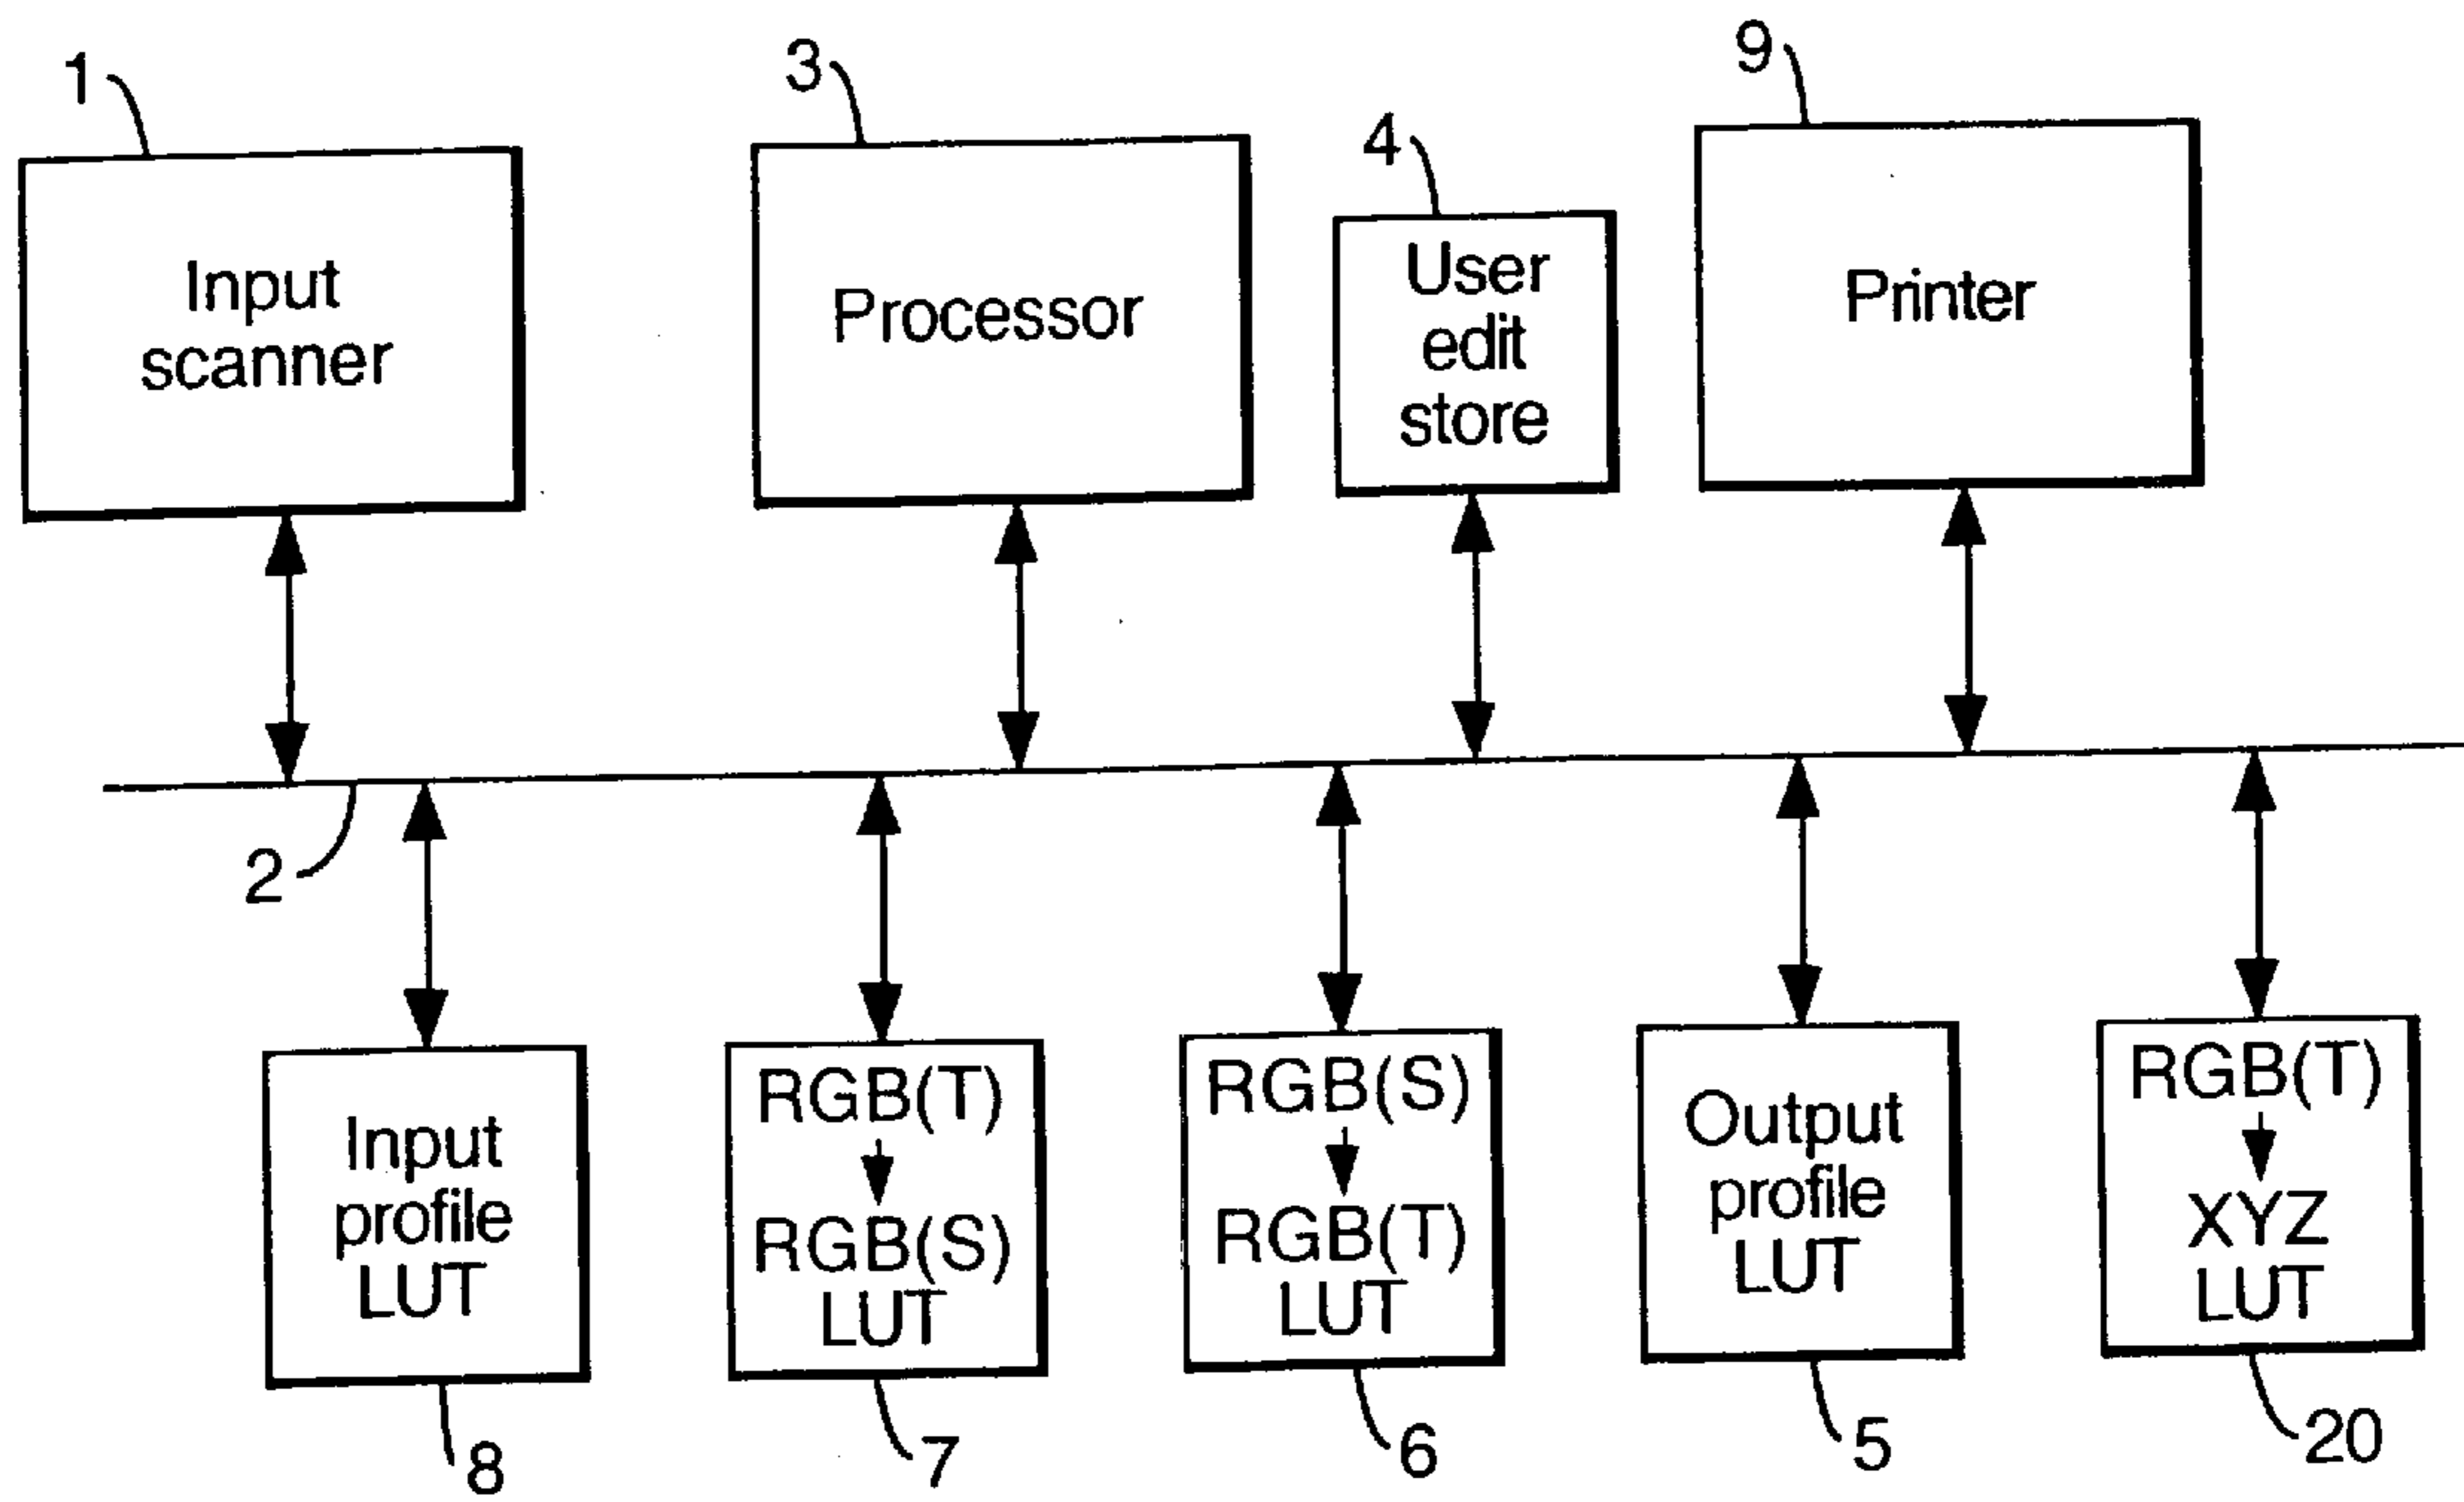 1
3
4
9
Input
scanner
Processor
User
edit
store
Printer
2
Input
profile
LUT
RGB(T)
RGB(S)
LUT
RGB(S)
RGB(T)
LUT
Output
profile
LUT
RGB(T)
XYZ
LUT
8
7
6
5
20